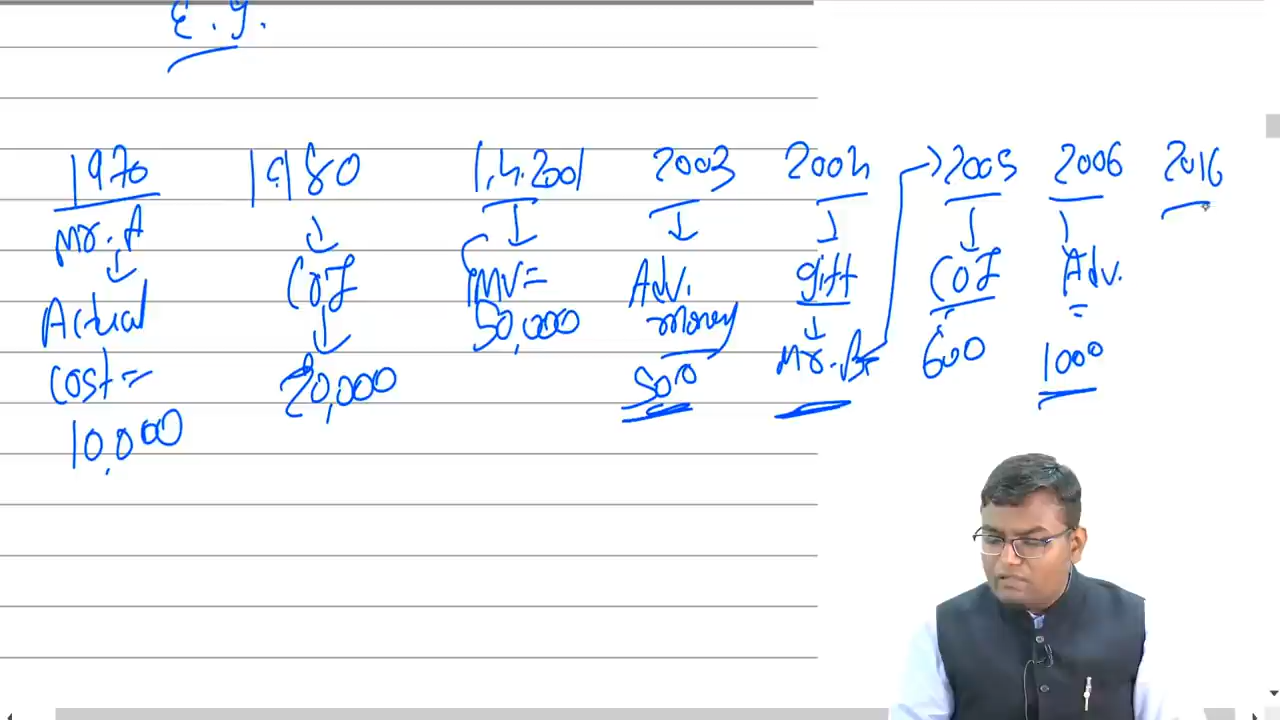 E.g.
1970 1980 1.4.2001 2003 2004 → 2005 2006 2016
Mr. A
↓
Actual
cost =
10,000
↓
COI
↓
20,000
↓
FMV =
50,000
↓
Adv.
money
500
↓
gift
↓
Mr. B
↓
COI
600
Adv.
=
1000